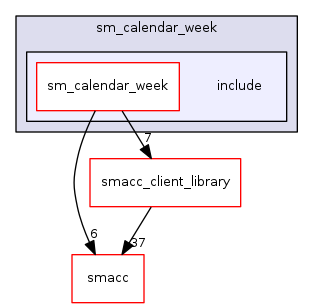 sm_calendar_week
sm_calendar_week include
7
smacc_client_library
6 37
smacc